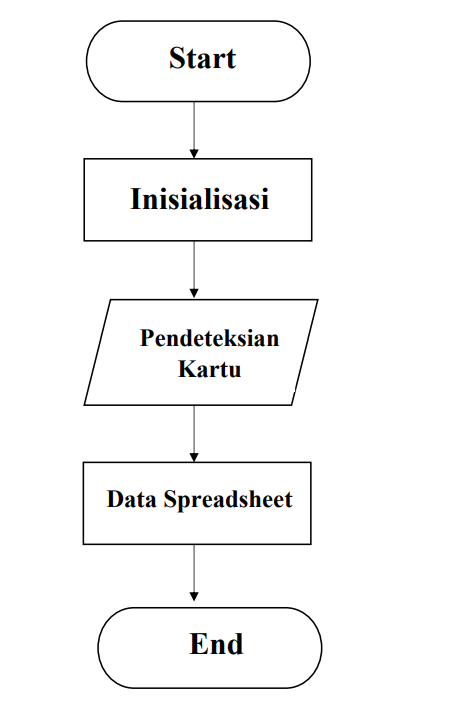 Start
Inisialisasi
Pendeteksian
Kartu
Data Spreadsheet
End